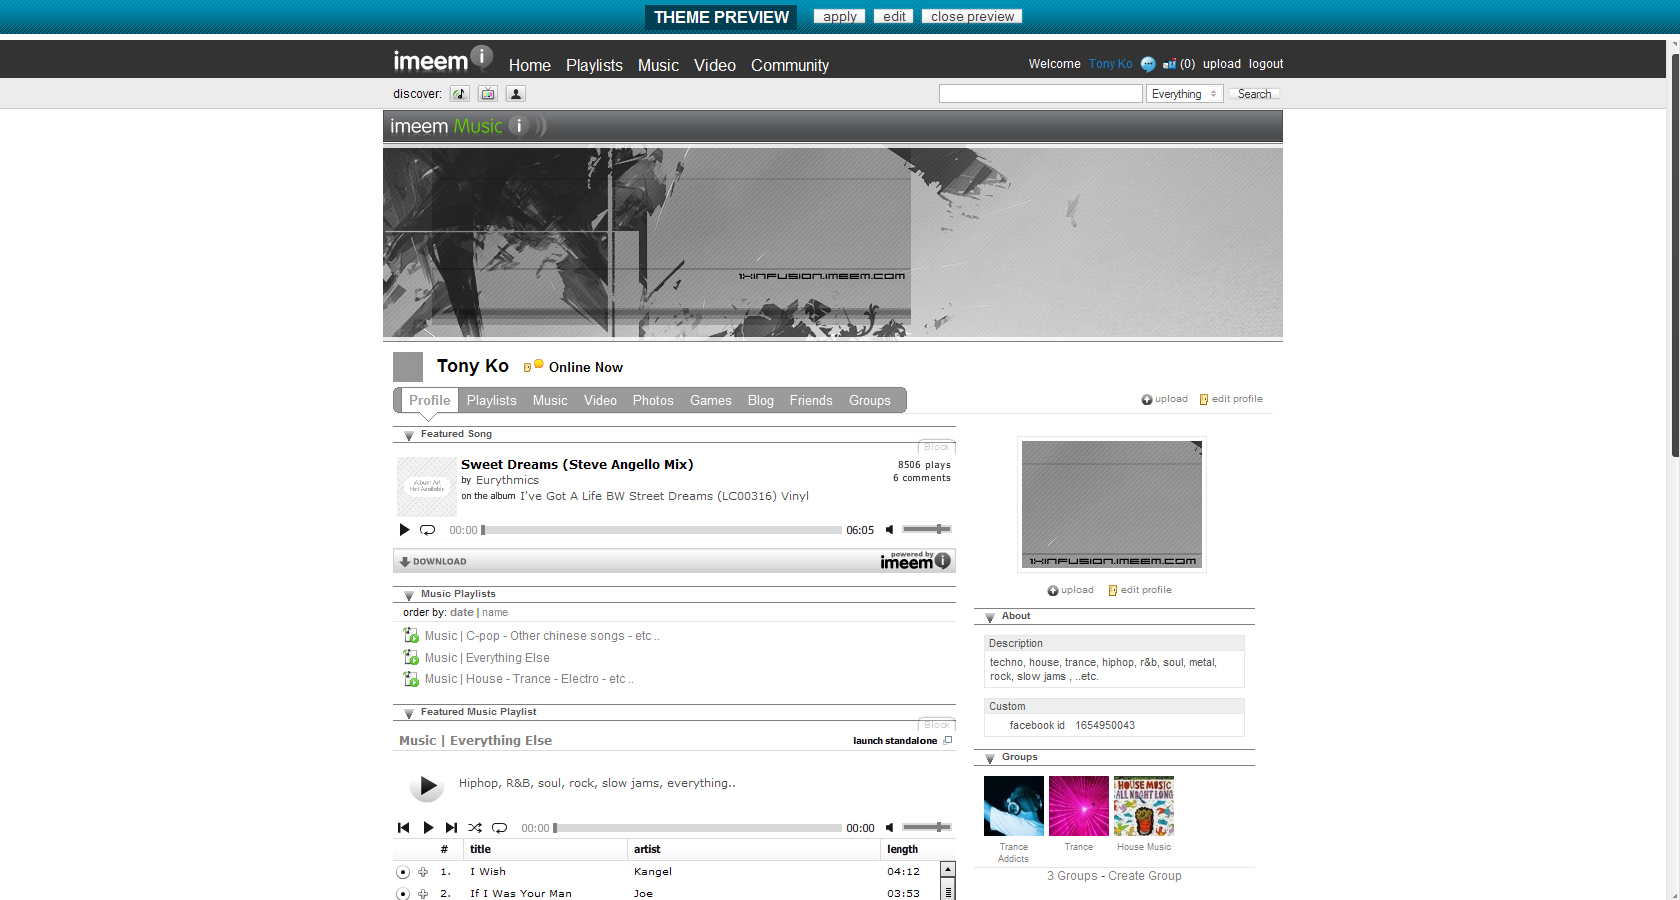 THEME PREVIEW apply edit close preview
imeem i Home Playlists Music Video Community Welcome Tony Ko (0) upload logout
discover: Everything Search
imeem Music i
1XINFUSION.IMEEM.COM
Tony Ko Online Now
Profile Playlists Music Video Photos Games Blog Friends Groups upload edit profile
Featured Song
Block
Sweet Dreams (Steve Angello Mix) 8506 plays
by Eurythmics 6 comments
Album Art
Not Available
on the album I've Got A Life BW Street Dreams (LC00316) Vinyl
00:00 06:05
DOWNLOAD powered by imeem i
Music Playlists
order by: date | name
Music | C-pop - Other chinese songs - etc ..
Music | Everything Else
Music | House - Trance - Electro - etc ..
Featured Music Playlist
Block
Music | Everything Else launch standalone
Hiphop, R&B, soul, rock, slow jams, everything..
00:00 00:00
# title artist length
1. I Wish Kangel 04:12
2. If I Was Your Man Joe 03:53
1XINFUSION.IMEEM.COM
upload edit profile
About
Description
techno, house, trance, hiphop, r&b, soul, metal,
rock, slow jams , ..etc.
Custom
facebook id 1654950043
Groups
HOUSE MUSIC
ALL NIGHT LONG
Trance Addicts
Trance
House Music
3 Groups - Create Group